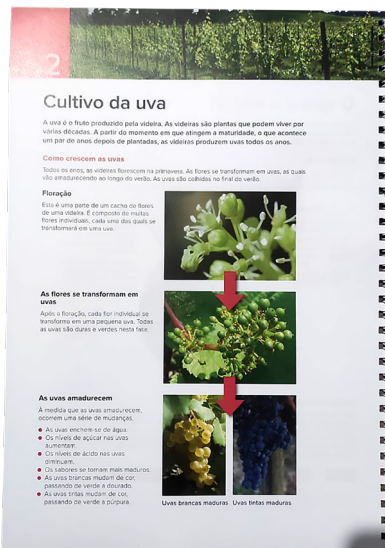 2
Cultivo da uva
A uva é o fruto produzido pela videira. As videiras são plantas que podem viver por
várias décadas. A partir do momento em que atingem a maturidade, o que acontece
um par de anos depois de plantadas, as videiras produzem uvas todos os anos.
Como crescem as uvas
Todos os anos, as videiras florescem na primavera. As flores se transformam em uvas, as quais
vão amadurecendo ao longo do verão. As uvas são colhidas no final do verão.
Floração
Esta é uma parte de um cacho de flores
de uma videira. É composto de muitas
flores individuais, cada uma das quais se
transformará em uma uva.
As flores se transformam em
uvas
Após a floração, cada flor individual se
transforma em uma pequena uva. Todas
as uvas são duras e verdes nesta fase.
As uvas amadurecem
À medida que as uvas amadurecem,
ocorrem uma série de mudanças.
• As uvas enchem-se de água.
• Os níveis de açúcar nas uvas
aumentam.
• Os níveis de ácido nas uvas
diminuem.
• Os sabores se tornam mais maduros.
• As uvas brancas mudam de cor,
passando de verde a dourado.
• As uvas tintas mudam de cor,
passando de verde a púrpura.
Uvas brancas maduras Uvas tintas maduras